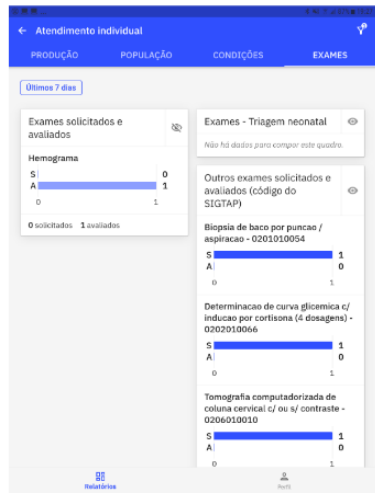 ← Atendimento individual
PRODUÇÃO POPULAÇÃO CONDIÇÕES EXAMES
Últimos 7 dias
Exames solicitados e
avaliados
Hemograma
S 0
A 1
0 1
0 solicitados 1 avaliados
Exames - Triagem neonatal
Não há dados para compor este quadro.
Outros exames solicitados e
avaliados (código do
SIGTAP)
Biopsia de baco por puncao /
aspiracao - 0201010054
S 1
A 0
0 1
Determinacao de curva glicemica c/
inducao por cortisona (4 dosagens) -
0202010066
S 1
A 0
0 1
Tomografia computadorizada de
coluna cervical c/ ou s/ contraste -
0206010010
S 1
A 0
0 1
Relatórios
Perfil